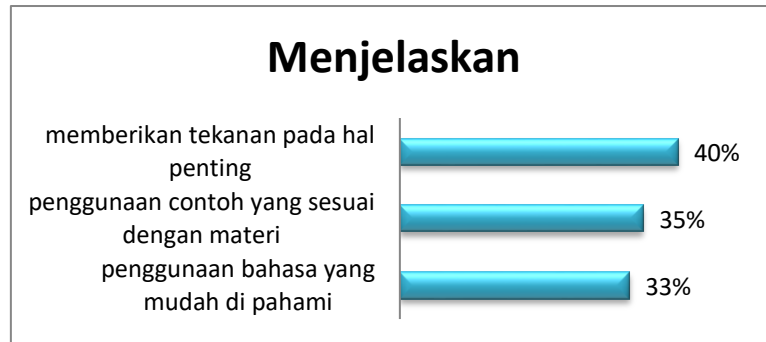 Menjelaskan
memberikan tekanan pada hal
penting
40%
penggunaan contoh yang sesuai
dengan materi
35%
penggunaan bahasa yang
mudah di pahami
33%